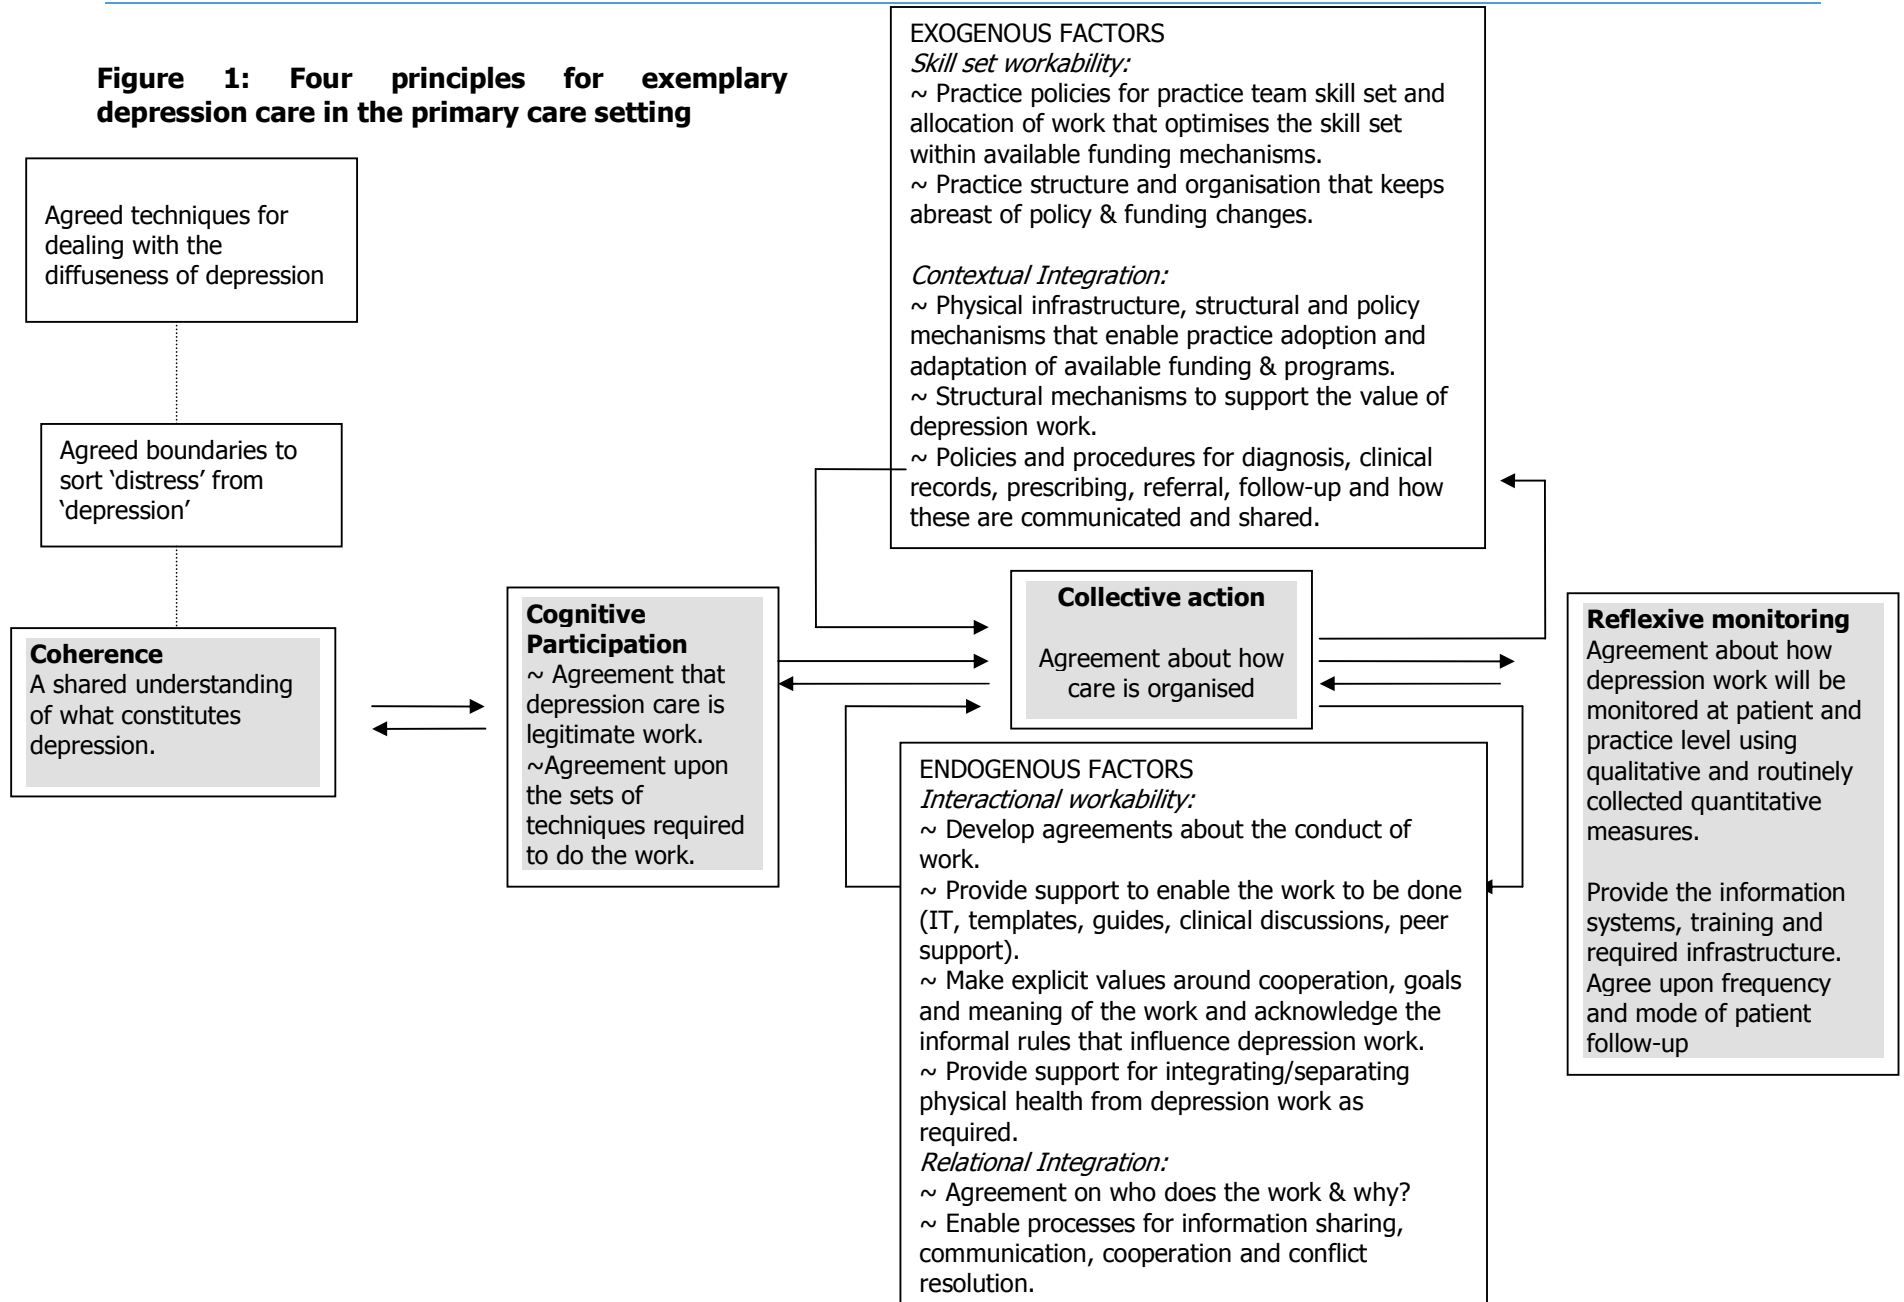 Figure 1: Four principles for exemplary
depression care in the primary care setting
Agreed techniques for
dealing with the
diffuseness of depression
Agreed boundaries to
sort ‘distress’ from
‘depression’
Coherence
A shared understanding
of what constitutes
depression.
Cognitive
Participation
~ Agreement that
depression care is
legitimate work.
~Agreement upon
the sets of
techniques required
to do the work.
EXOGENOUS FACTORS
Skill set workability:
~ Practice policies for practice team skill set and
allocation of work that optimises the skill set
within available funding mechanisms.
~ Practice structure and organisation that keeps
abreast of policy & funding changes.
Contextual Integration:
~ Physical infrastructure, structural and policy
mechanisms that enable practice adoption and
adaptation of available funding & programs.
~ Structural mechanisms to support the value of
depression work.
~ Policies and procedures for diagnosis, clinical
records, prescribing, referral, follow-up and how
these are communicated and shared.
Collective action
Agreement about how
care is organised
ENDOGENOUS FACTORS
Interactional workability:
~ Develop agreements about the conduct of
work.
~ Provide support to enable the work to be done
(IT, templates, guides, clinical discussions, peer
support).
~ Make explicit values around cooperation, goals
and meaning of the work and acknowledge the
informal rules that influence depression work.
~ Provide support for integrating/separating
physical health from depression work as
required.
Relational Integration:
~ Agreement on who does the work & why?
~ Enable processes for information sharing,
communication, cooperation and conflict
resolution.
Reflexive monitoring
Agreement about how
depression work will be
monitored at patient and
practice level using
qualitative and routinely
collected quantitative
measures.
Provide the information
systems, training and
required infrastructure.
Agree upon frequency
and mode of patient
follow-up